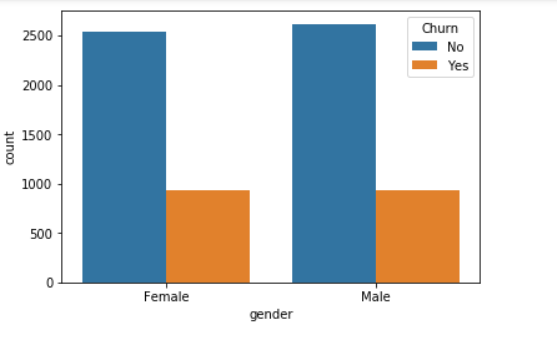 Churn
No
Yes
2500
2000
1500
1000
500
0
count
Female
Male
gender